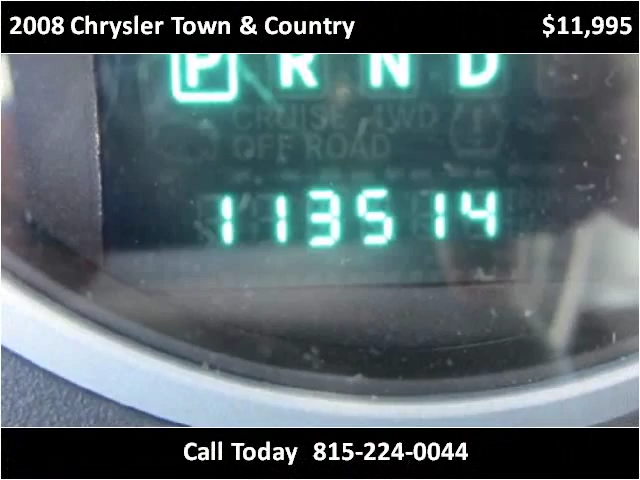 2008 Chrysler Town & Country $11,995
P R N D
CRUISE 4WD
OFF ROAD
113514
Call Today 815-224-0044